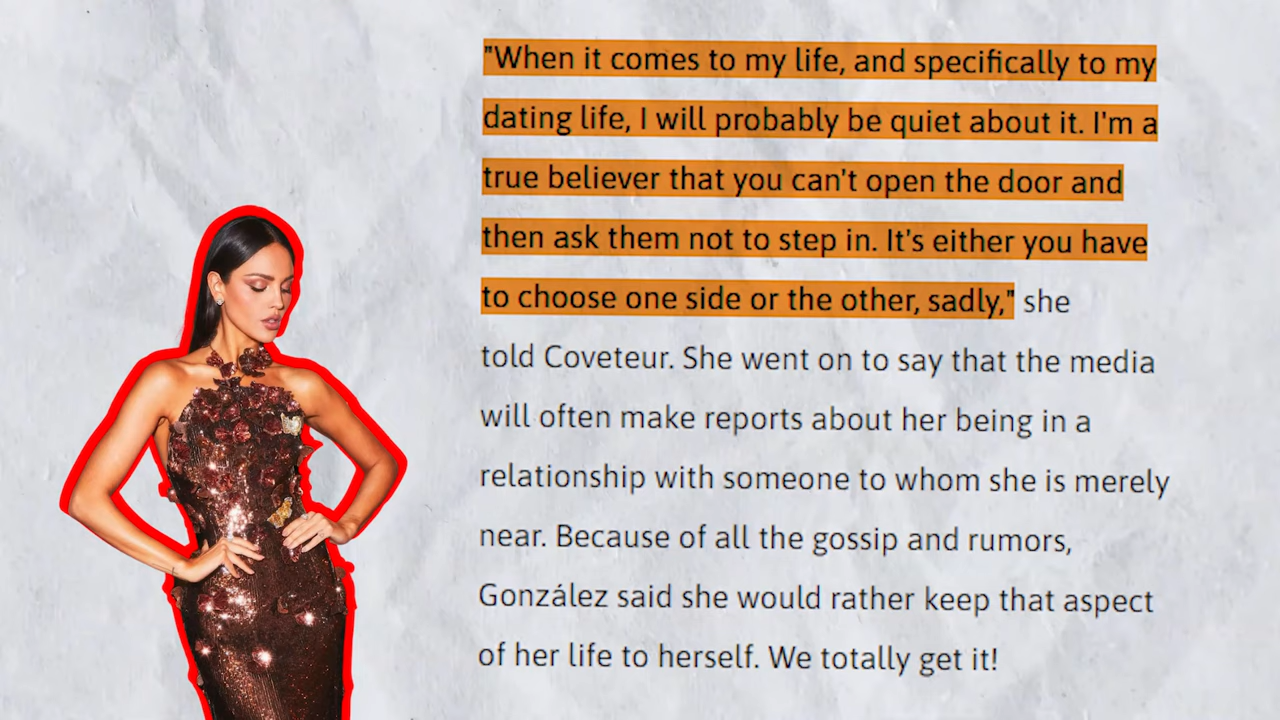 "When it comes to my life, and specifically to my
dating life, I will probably be quiet about it. I'm a
true believer that you can't open the door and
then ask them not to step in. It's either you have
to choose one side or the other, sadly," she
told Coveteur. She went on to say that the media
will often make reports about her being in a
relationship with someone to whom she is merely
near. Because of all the gossip and rumors,
González said she would rather keep that aspect
of her life to herself. We totally get it!